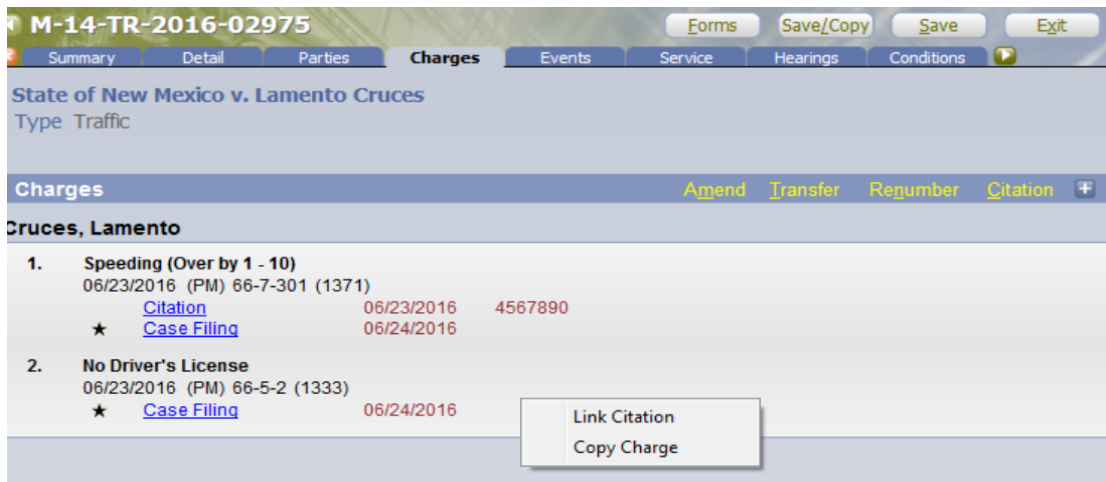 M-14-TR-2016-02975 Forms Save/Copy Save Exit
Summary Detail Parties Charges Events Service Hearings Conditions
State of New Mexico v. Lamento Cruces
Type Traffic
Charges Amend Transfer Renumber Citation
Cruces, Lamento
1. Speeding (Over by 1 - 10)
06/23/2016 (PM) 66-7-301 (1371)
Citation 06/23/2016 4567890
★ Case Filing 06/24/2016
2. No Driver's License
06/23/2016 (PM) 66-5-2 (1333)
★ Case Filing 06/24/2016
Link Citation
Copy Charge